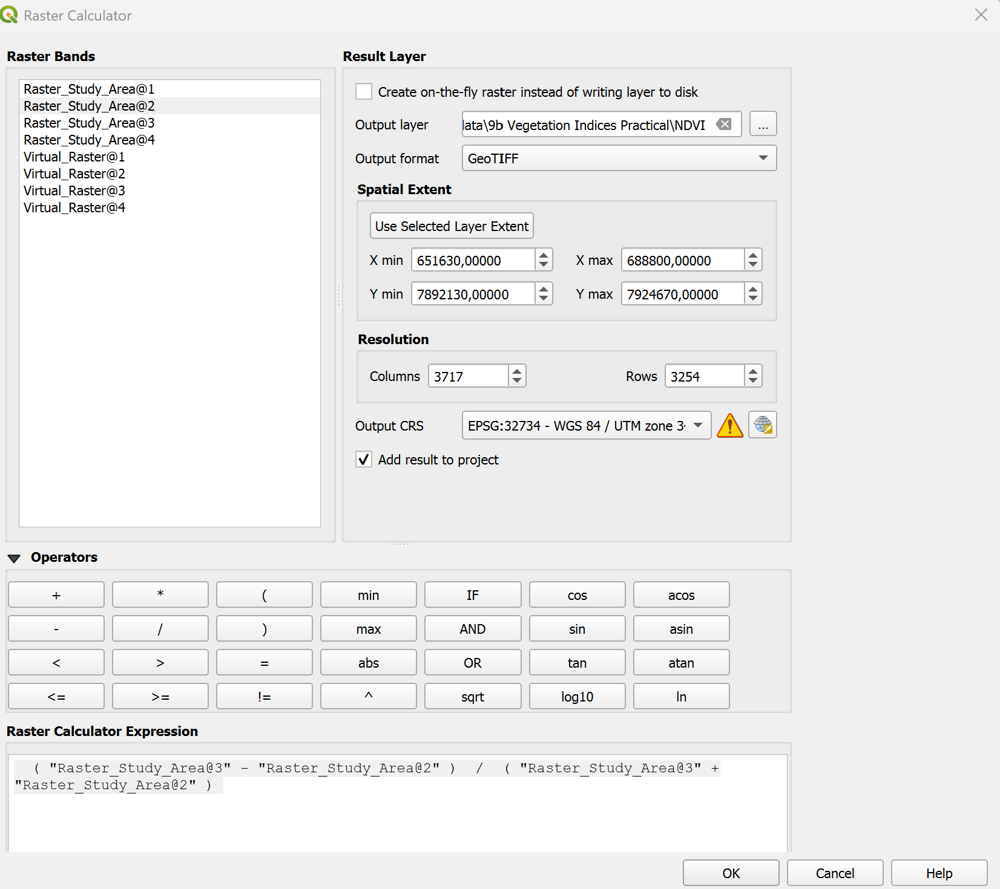 Raster Calculator
Raster Bands
Raster_Study_Area@1
Raster_Study_Area@2
Raster_Study_Area@3
Raster_Study_Area@4
Virtual_Raster@1
Virtual_Raster@2
Virtual_Raster@3
Virtual_Raster@4
Result Layer
Create on-the-fly raster instead of writing layer to disk
Output layer data\9b Vegetation Indices Practical\NDVI ...
Output format GeoTIFF
Spatial Extent
Use Selected Layer Extent
X min 651630,00000 X max 688800,00000
Y min 7892130,00000 Y max 7924670,00000
Resolution
Columns 3717 Rows 3254
Output CRS EPSG:32734 - WGS 84 / UTM zone 3
Add result to project
Operators
+ * ( min IF cos acos
- / ) max AND sin asin
< > = abs OR tan atan
<= >= != ^ sqrt log10 ln
Raster Calculator Expression
( "Raster_Study_Area@3" - "Raster_Study_Area@2" ) / ( "Raster_Study_Area@3" +
"Raster_Study_Area@2" )
OK Cancel Help